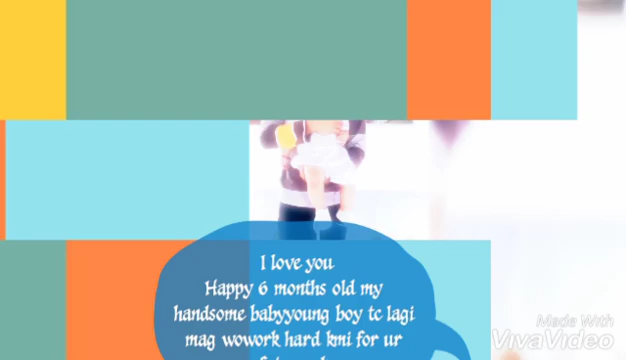 I love you
Happy 6 months old my
handsome babyyoung boy tc lagi
mag wowork hard kmi for ur
Made With
VivaVideo